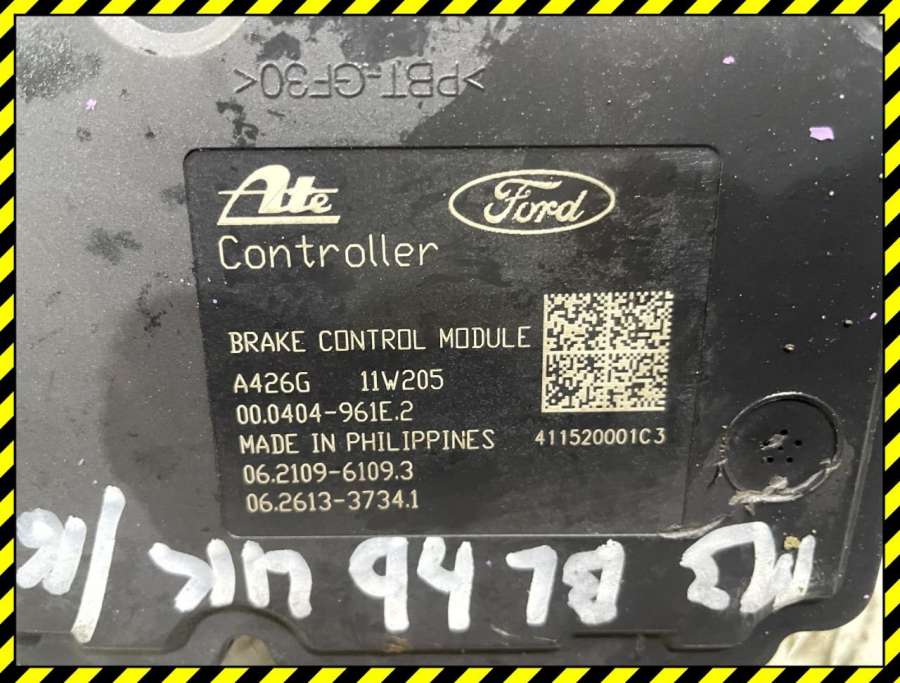 >PBT-GF30<
Ate
Ford
Controller
BRAKE CONTROL MODULE
A426G 11W205
00.0404-961E.2
MADE IN PHILIPPINES 411520001C3
06.2109-6109.3
06.2613-3734.1